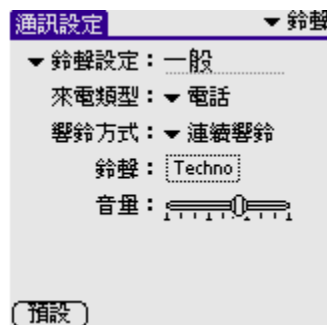 通訊設定 ▼ 鈴聲
▼ 鈴聲設定：一般
來電類型：▼ 電話
響鈴方式：▼ 連續響鈴
鈴聲：Techno
音量：
預設